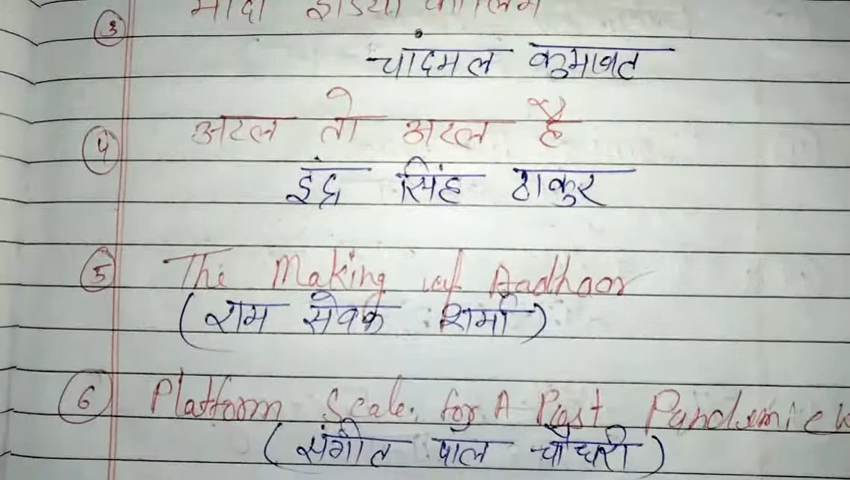 ③ मोदी इंडिया कॉलिंग
चांदमल कुमावत
④ अटल तो अटल है
इंद्र सिंह ठाकुर
⑤ The Making of Aadhaar
(राम सेवक शर्मा)
⑥ Platform Scale: for A Post Pandemic
(संगीत पॉल चौधरी)